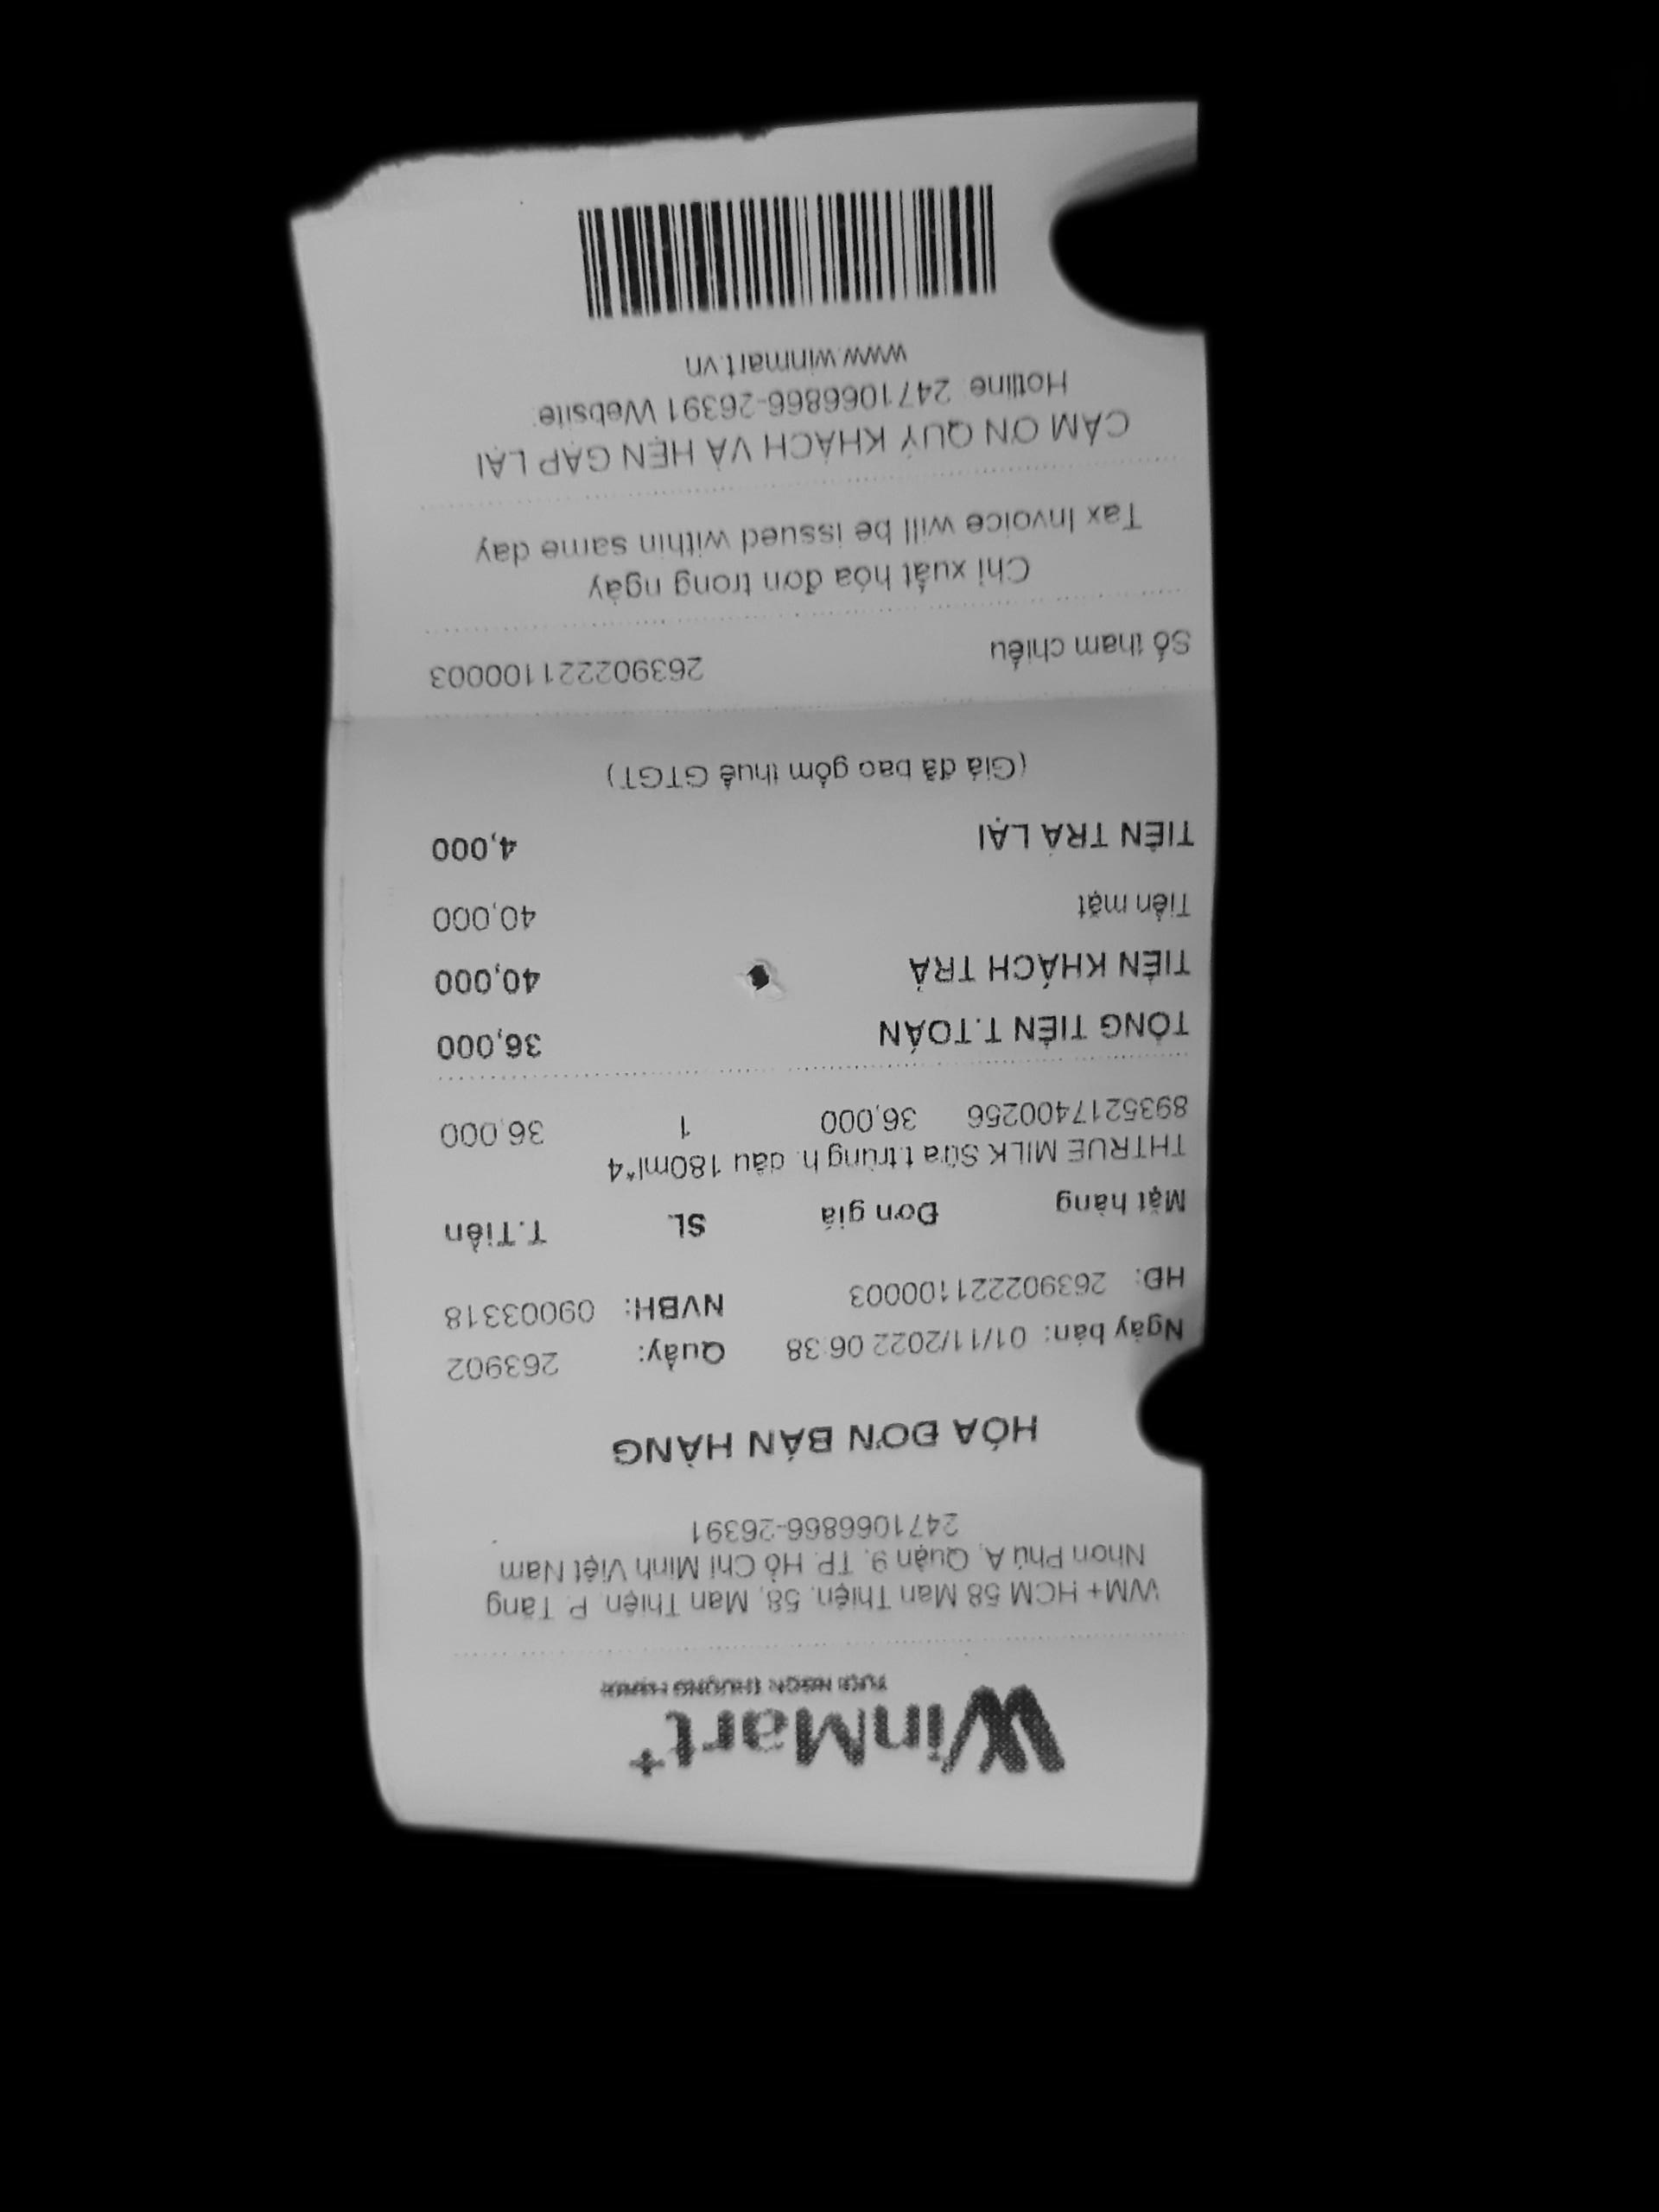 WinMart+
WM+ HCM 58 Man Thiện, 58, Man Thiện, P. Tăng
Nhơn Phú A, Quận 9, TP. Hồ Chí Minh Việt Nam
2471066866-26391
HÓA ĐƠN BÁN HÀNG
Ngày bán: 01/11/2022 06:38 Quầy: 263902
HĐ: 263902221100003 NVBH: 09003318
Mặt hàng Đơn giá SL T.Tiền
THTRUE MILK Sữa t.trùng h. dâu 180ml*4
8935217400256 36,000 1 36,000
TỔNG TIỀN T.TOÁN 36,000
TIỀN KHÁCH TRẢ 40,000
Tiền mặt 40,000
TIỀN TRẢ LẠI 4,000
(Giá đã bao gồm thuế GTGT)
Số tham chiếu 263902221100003
Chỉ xuất hóa đơn trong ngày
Tax Invoice will be issued within same day
CẢM ƠN QUÝ KHÁCH VÀ HẸN GẶP LẠI
Hotline: 2471066866-26391 Website:
www.winmart.vn